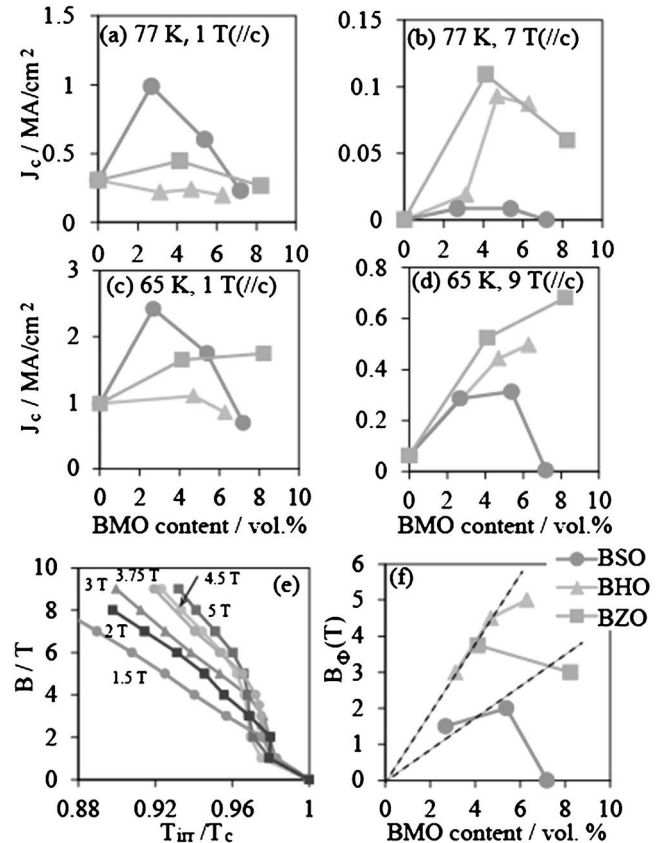 (a) 77 K, 1 T(//c)
J_c / MA/cm²
1.5
1
0.5
0
0 2 4 6 8 10
(b) 77 K, 7 T(//c)
0.15
0.1
0.05
0
0 2 4 6 8 10
(c) 65 K, 1 T(//c)
J_c / MA/cm²
3
2
1
0
0 2 4 6 8 10
BMO content / vol.%
(d) 65 K, 9 T(//c)
0.8
0.6
0.4
0.2
0
0 2 4 6 8 10
BMO content / vol.%
(e)
B / T
10
8
6
4
2
0
3 T
3.75 T
4.5 T
5 T
2 T
1.5 T
0.88 0.92 0.96 1
T_irr /T_c
(f)
B_Φ(T)
6
5
4
3
2
1
0
BSO
BHO
BZO
0 2 4 6 8 10
BMO content / vol. %